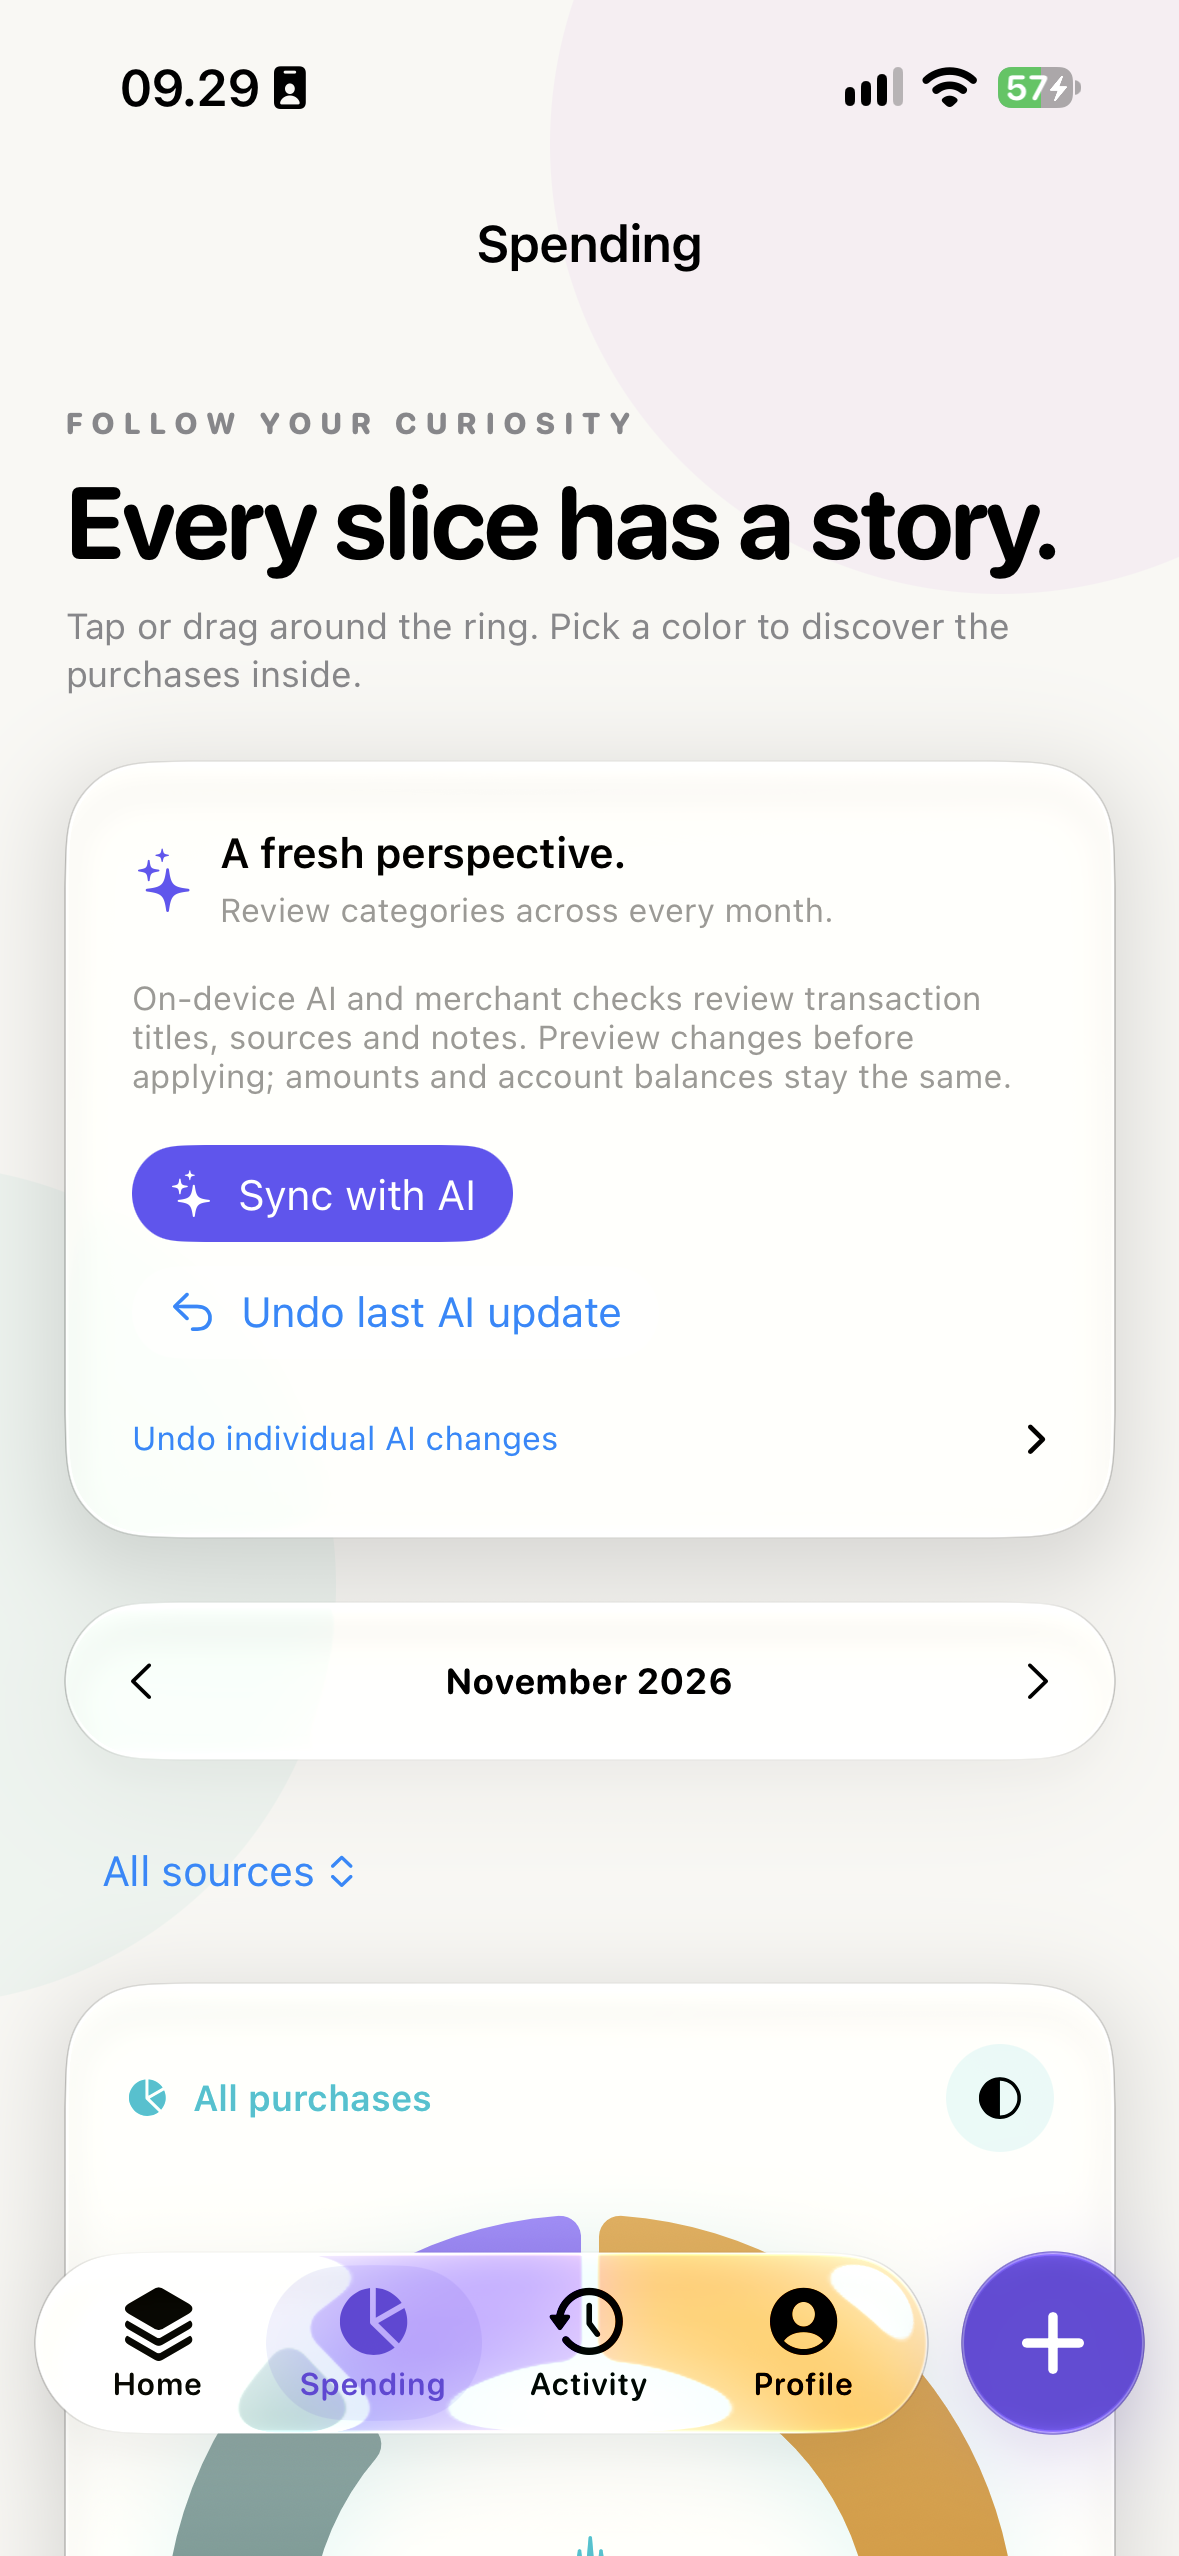 09.29
57
Spending
FOLLOW YOUR CURIOSITY
Every slice has a story.
Tap or drag around the ring. Pick a color to discover the
purchases inside.
A fresh perspective.
Review categories across every month.
On-device AI and merchant checks review transaction
titles, sources and notes. Preview changes before
applying; amounts and account balances stay the same.
Sync with AI
Undo last AI update
Undo individual AI changes
November 2026
All sources
All purchases
Home
Spending
Activity
Profile